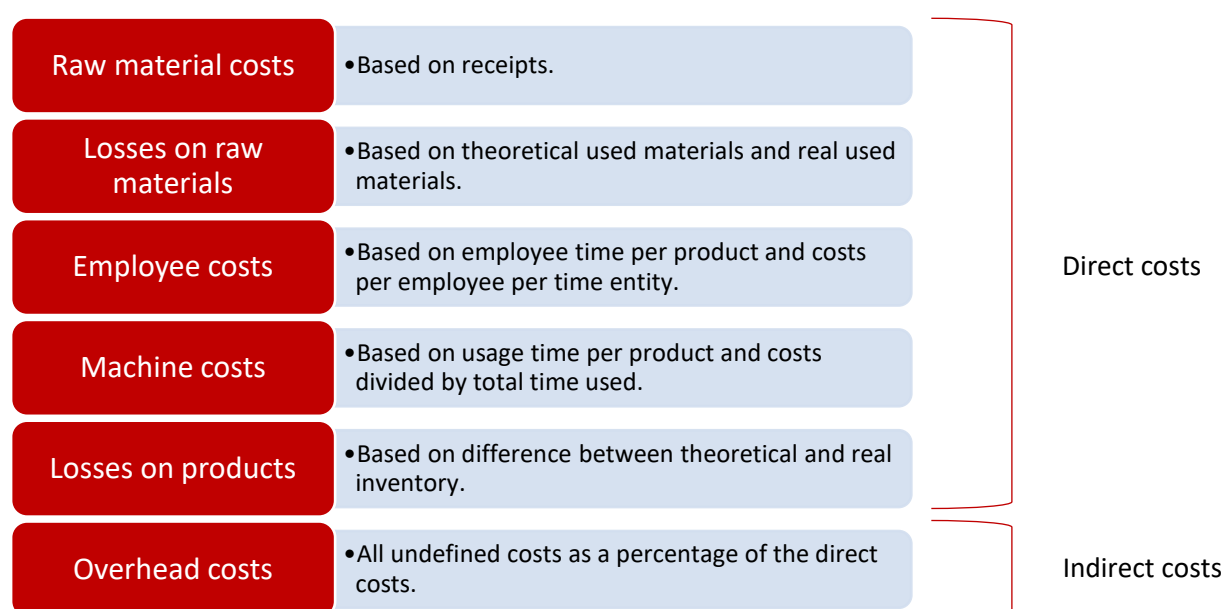 Raw material costs
•Based on receipts.
Losses on raw
materials
•Based on theoretical used materials and real used
materials.
Employee costs
•Based on employee time per product and costs
per employee per time entity.
Direct costs
Machine costs
•Based on usage time per product and costs
divided by total time used.
Losses on products
•Based on difference between theoretical and real
inventory.
Overhead costs
•All undefined costs as a percentage of the direct
costs.
Indirect costs